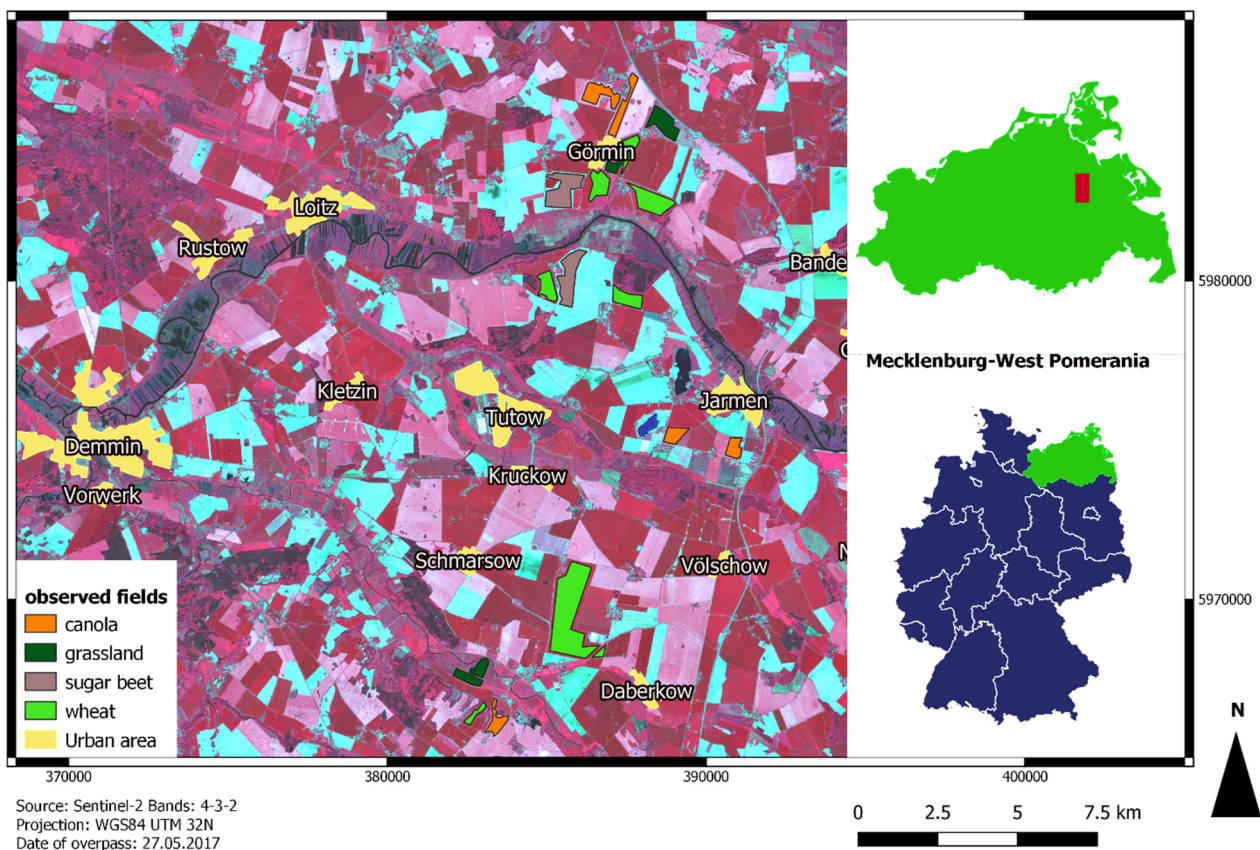 Görmin
Loitz
Rustow
Bande
5980000
Mecklenburg-West Pomerania
Kletzin
Jarmen
Tutow
Demmin
Kruckow
Vorwerk
Schmarsow
Völschow
observed fields
canola
grassland
sugar beet
wheat
Urban area
5970000
Daberkow
N
370000
380000
390000
400000
Source: Sentinel-2 Bands: 4-3-2
Projection: WGS84 UTM 32N
Date of overpass: 27.05.2017
0 2.5 5 7.5 km